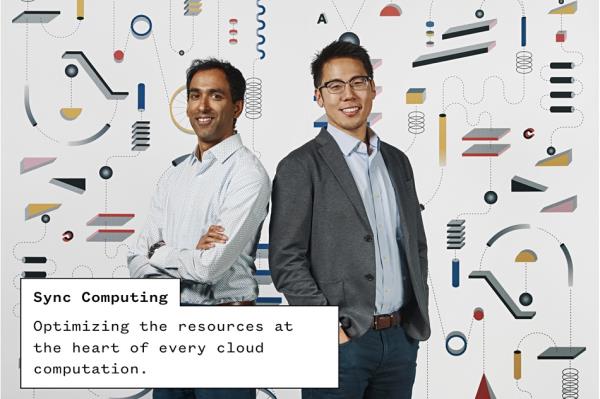 A
Sync Computing
Optimizing the resources at
the heart of every cloud
computation.